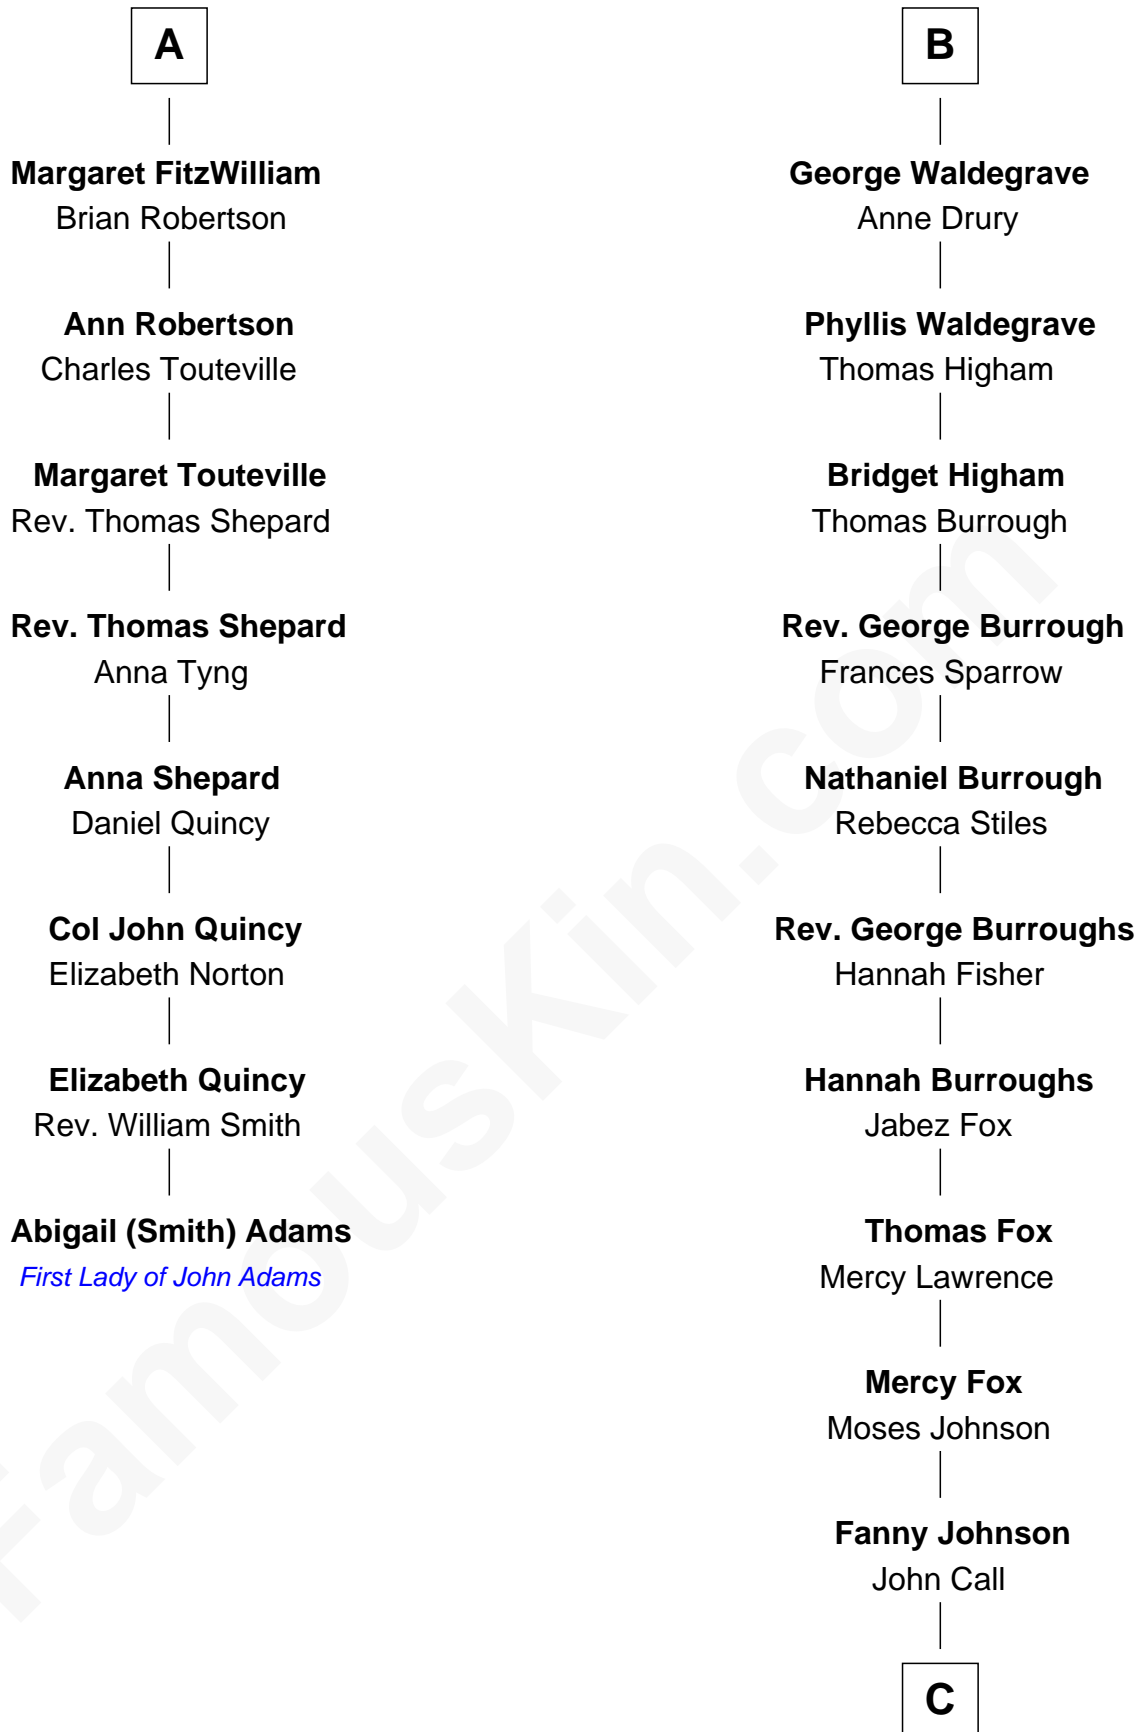 A
Margaret FitzWilliam
Brian Robertson
Ann Robertson
Charles Touteville
Margaret Touteville
Rev. Thomas Shepard
Rev. Thomas Shepard
Anna Tyng
Anna Shepard
Daniel Quincy
Col John Quincy
Elizabeth Norton
Elizabeth Quincy
Rev. William Smith
Abigail (Smith) Adams
First Lady of John Adams
B
George Waldegrave
Anne Drury
Phyllis Waldegrave
Thomas Higham
Bridget Higham
Thomas Burrough
Rev. George Burrough
Frances Sparrow
Nathaniel Burrough
Rebecca Stiles
Rev. George Burroughs
Hannah Fisher
Hannah Burroughs
Jabez Fox
Thomas Fox
Mercy Lawrence
Mercy Fox
Moses Johnson
Fanny Johnson
John Call
C
FamousKin.com